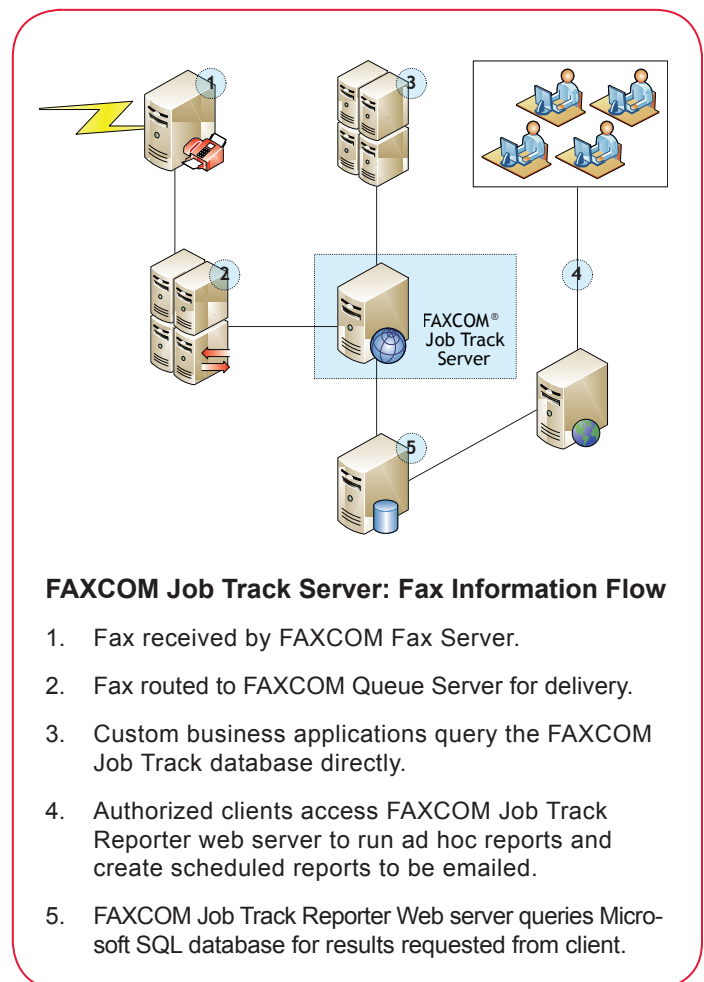 1
3
2
4
FAXCOM®
Job Track
Server
5
FAXCOM Job Track Server: Fax Information Flow
1. Fax received by FAXCOM Fax Server.
2. Fax routed to FAXCOM Queue Server for delivery.
3. Custom business applications query the FAXCOM
Job Track database directly.
4. Authorized clients access FAXCOM Job Track
Reporter web server to run ad hoc reports and
create scheduled reports to be emailed.
5. FAXCOM Job Track Reporter Web server queries Micro-
soft SQL database for results requested from client.